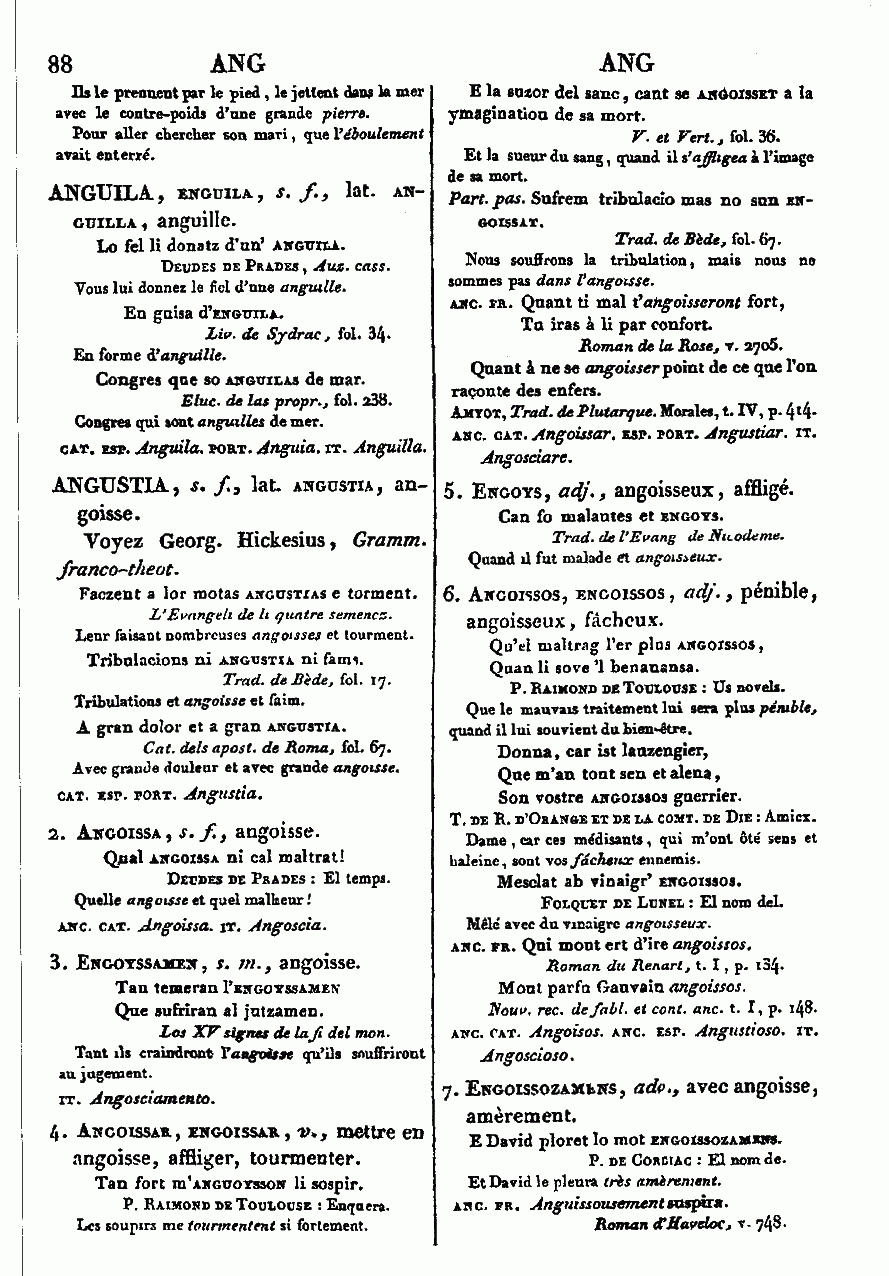 88 ANG ANG
Ils le prennent par le pied, le jettent dans la mer
avec le contre-poids d'une grande pierre.
Pour aller chercher son mari, que l'éboulement
avait enterré.
ANGUILA, ENGUILA, s. f., lat. AN-
GUILLA, anguille.
Lo fel li donatz d'un' ANGUILA.
DEUDES DE PRADES, Auz. cass.
Vous lui donnez le fiel d'une anguille.
En guisa d'ENGUILA.
Liv. de Sydrac, fol. 34.
En forme d'anguille.
Congres que so ANGUILAS de mar.
Eluc. de las propr., fol. 238.
Congres qui sont anguilles de mer.
CAT. ESP. Anguila. PORT. Anguia. IT. Anguilla.
ANGUSTIA, s. f., lat. ANGUSTIA, an-
goisse.
Voyez Georg. Hickesius, Gramm.
franco-theot.
Faczent a lor motas ANGUSTIAS e torment.
L'Evangeli de li quatre semencz.
Leur faisant nombreuses angoisses et tourment.
Tribulacions ni ANGUSTIA ni fams.
Trad. de Bède, fol. 17.
Tribulations et angoisse et faim.
A gran dolor et a gran ANGUSTIA.
Cat. dels apost. de Roma, fol. 67.
Avec grande douleur et avec grande angoisse.
CAT. ESP. PORT. Angustia.
2. ANGOISSA, s. f., angoisse.
Qual ANGOISSA ni cal maltrat!
DEUDES DE PRADES : El temps.
Quelle angoisse et quel malheur!
ANC. CAT. Angoissa. IT. Angoscia.
3. ENGOYSSAMEN, s. m., angoisse.
Tan temeran l'ENGOYSSAMEN
Que sufriran al jutzamen.
Los XV signes de la fi del mon.
Tant ils craindront l'angoisse qu'ils souffriront
au jugement.
IT. Angosciamento.
4. ANGOISSAR, ENGOISSAR, v., mettre en
angoisse, affliger, tourmenter.
Tan fort m'ANGUOYSSON li sospir.
P. RAIMOND DE TOULOUSE : Enquera.
Les soupirs me tourmentent si fortement.
E la suzor del sanc, cant se ANGOISSET a la
ymagination de sa mort.
V. et Vert., fol. 36.
Et la sueur du sang, quand il s'affligea à l'image
de sa mort.
Part. pas. Sufrem tribulacio mas no sun EN-
GOISSAT.
Trad. de Bède, fol. 67.
Nous souffrons la tribulation, mais nous ne
sommes pas dans l'angoisse.
ANC. FR. Quant ti mal t'angoisseront fort,
Tu iras à li par confort.
Roman de la Rose, v. 2705.
Quant à ne se angoisser point de ce que l'on
raçonte des enfers.
AMYOT, Trad. de Plutarque. Morales, t. IV, p. 414.
ANC. CAT. Angoissar. ESP. PORT. Angustiar. IT.
Angosciare.
5. ENGOYS, adj., angoisseux, affligé.
Can fo malautes et ENGOYS.
Trad. de l'Evang de Nicodeme.
Quand il fut malade et angoisseux.
6. ANGOISSOS, ENGOISSOS, adj., pénible,
angoisseux, fâcheux.
Qu'el maltrag l'er plus ANGOISSOS,
Quan li sove 'l benanansa.
P. RAIMOND DE TOULOUSE : Us novels.
Que le mauvais traitement lui sera plus pénible,
quand il lui souvient du bien-être.
Donna, car ist lauzengier,
Que m'an tout sen et alena,
Son vostre ANGOISSOS guerrier.
T. DE R. D'ORANGE ET DE LA COMT. DE DIE : Amicx.
Dame, car ces médisants, qui m'ont ôté sens et
haleine, sont vos fâcheux ennemis.
Mesclat ab vinaigr' ENGOISSOS.
FOLQUET DE LUNEL : El nom del.
Mêlé avec du vinaigre angoisseux.
ANC. FR. Qui mont ert d'ire angoissos.
Roman du Renart, t. I, p. 134.
Mont parfu Gauvain angoissos.
Nouv. rec. de fabl. et cont. anc. t. I, p. 148.
ANC. CAT. Angoisos. ANC. ESP. Angustioso. IT.
Angoscioso.
7. ENGOISSOZAMENS, adv., avec angoisse,
amèrement.
E David ploret lo mot ENGOISSOZAMENS.
P. DE CORBIAC : El nom de.
Et David le pleura très amèrement.
ANC. FR. Anguissousement suspira.
Roman d'Haveloc, v. 748.